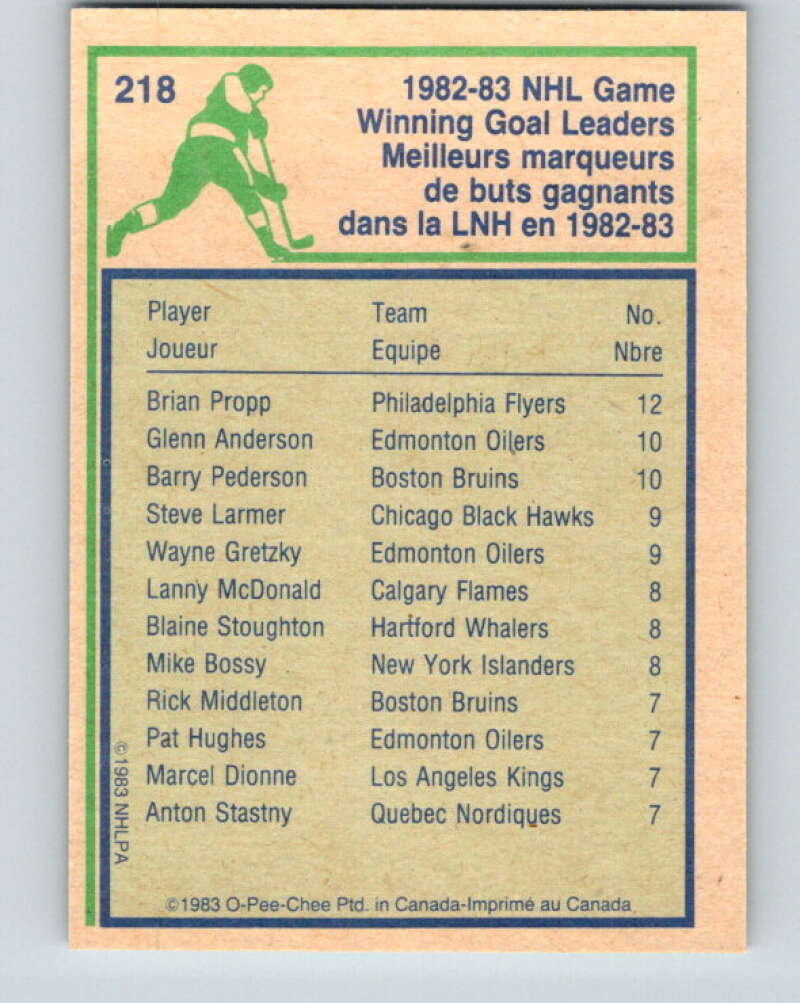 218
1982-83 NHL Game
Winning Goal Leaders
Meilleurs marqueurs
de buts gagnants
dans la LNH en 1982-83
Player Team No.
Joueur Equipe Nbre
Brian Propp Philadelphia Flyers 12
Glenn Anderson Edmonton Oilers 10
Barry Pederson Boston Bruins 10
Steve Larmer Chicago Black Hawks 9
Wayne Gretzky Edmonton Oilers 9
Lanny McDonald Calgary Flames 8
Blaine Stoughton Hartford Whalers 8
Mike Bossy New York Islanders 8
Rick Middleton Boston Bruins 7
Pat Hughes Edmonton Oilers 7
Marcel Dionne Los Angeles Kings 7
Anton Stastny Quebec Nordiques 7
©1983 NHLPA
©1983 O-Pee-Chee Ptd. in Canada-Imprimé au Canada